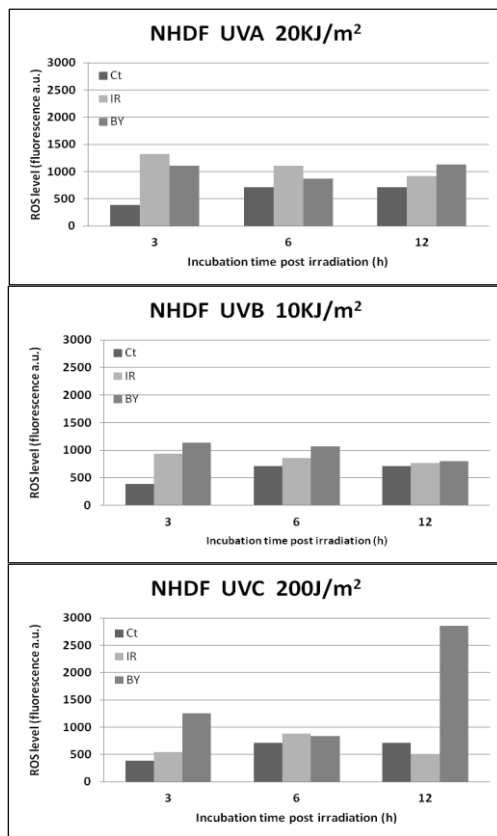 NHDF UVA 20KJ/m²
3000
2500
2000
1500
1000
500
0
ROS level (fluorescence a.u.)
Ct
IR
BY
3 6 12
Incubation time post irradiation (h)
NHDF UVB 10KJ/m²
3000
2500
2000
1500
1000
500
0
ROS level (fluorescence a.u.)
Ct
IR
BY
3 6 12
Incubation time post irradiation (h)
NHDF UVC 200J/m²
3000
2500
2000
1500
1000
500
0
ROS level (fluorescence a.u.)
Ct
IR
BY
3 6 12
Incubation time post irradiation (h)